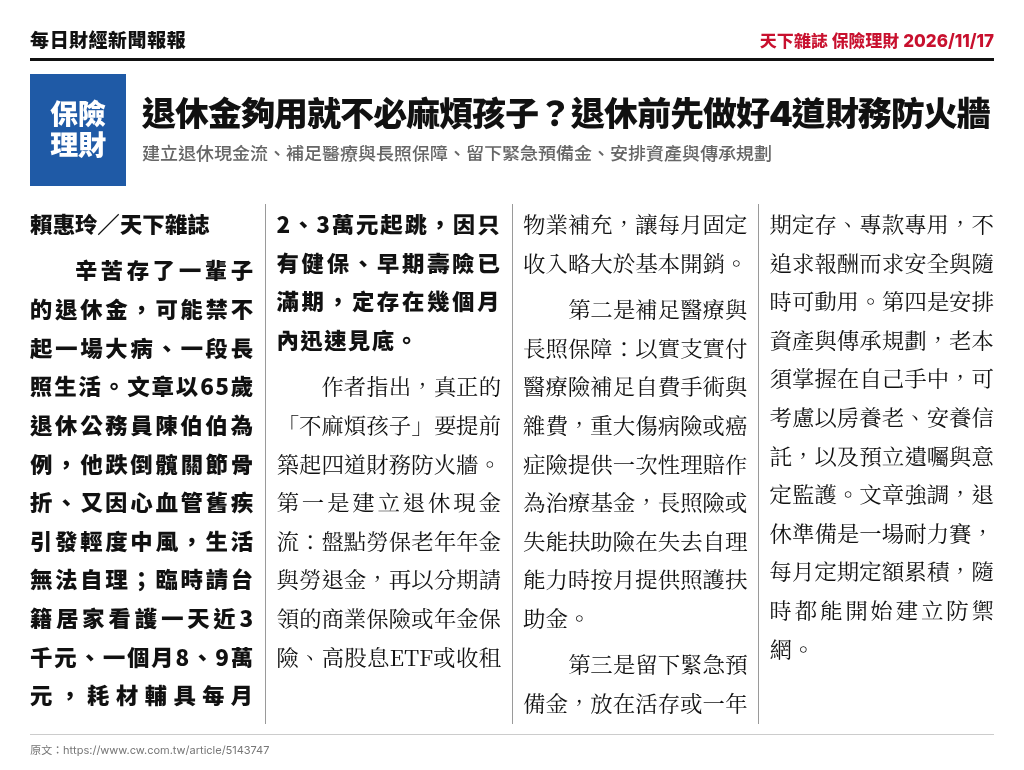 每日財經新聞報報
天下雜誌 保險理財 2026/11/17
保險
理財
退休金夠用就不必麻煩孩子？退休前先做好4道財務防火牆
建立退休現金流、補足醫療與長照保障、留下緊急預備金、安排資產與傳承規劃
賴惠玲／天下雜誌
辛苦存了一輩子
的退休金，可能禁不
起一場大病、一段長
照生活。文章以65歲
退休公務員陳伯伯為
例，他跌倒髖關節骨
折、又因心血管舊疾
引發輕度中風，生活
無法自理；臨時請台
籍居家看護一天近3
千元、一個月8、9萬
元，耗材輔具每月
2、3萬元起跳，因只
有健保、早期壽險已
滿期，定存在幾個月
內迅速見底。
作者指出，真正的
「不麻煩孩子」要提前
築起四道財務防火牆。
第一是建立退休現金
流：盤點勞保老年年金
與勞退金，再以分期請
領的商業保險或年金保
險、高股息ETF或收租
物業補充，讓每月固定
收入略大於基本開銷。
第二是補足醫療與
長照保障：以實支實付
醫療險補足自費手術與
雜費，重大傷病險或癌
症險提供一次性理賠作
為治療基金，長照險或
失能扶助險在失去自理
能力時按月提供照護扶
助金。
第三是留下緊急預
備金，放在活存或一年
期定存、專款專用，不
追求報酬而求安全與隨
時可動用。第四是安排
資產與傳承規劃，老本
須掌握在自己手中，可
考慮以房養老、安養信
託，以及預立遺囑與意
定監護。文章強調，退
休準備是一場耐力賽，
每月定期定額累積，隨
時都能開始建立防禦
網。
原文：https://www.cw.com.tw/article/5143747